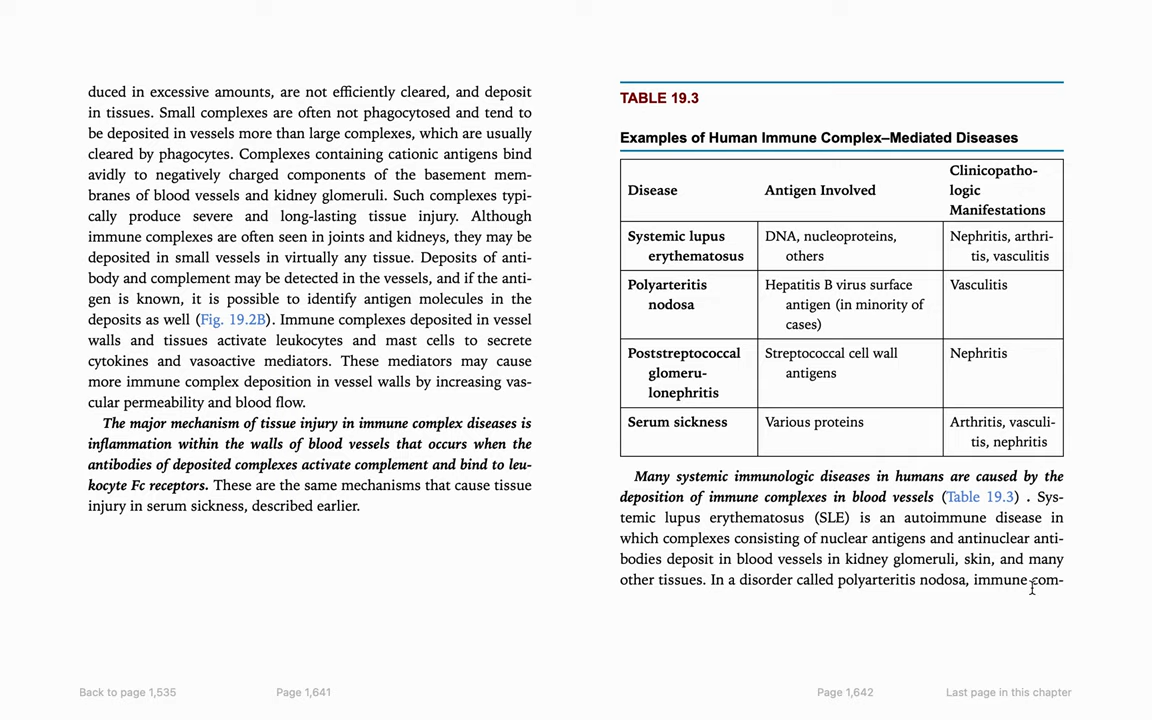 duced in excessive amounts, are not efficiently cleared, and deposit
in tissues. Small complexes are often not phagocytosed and tend to
be deposited in vessels more than large complexes, which are usually
cleared by phagocytes. Complexes containing cationic antigens bind
avidly to negatively charged components of the basement mem-
branes of blood vessels and kidney glomeruli. Such complexes typi-
cally produce severe and long-lasting tissue injury. Although
immune complexes are often seen in joints and kidneys, they may be
deposited in small vessels in virtually any tissue. Deposits of anti-
body and complement may be detected in the vessels, and if the anti-
gen is known, it is possible to identify antigen molecules in the
deposits as well (Fig. 19.2B). Immune complexes deposited in vessel
walls and tissues activate leukocytes and mast cells to secrete
cytokines and vasoactive mediators. These mediators may cause
more immune complex deposition in vessel walls by increasing vas-
cular permeability and blood flow.
The major mechanism of tissue injury in immune complex diseases is
inflammation within the walls of blood vessels that occurs when the
antibodies of deposited complexes activate complement and bind to leu-
kocyte Fc receptors. These are the same mechanisms that cause tissue
injury in serum sickness, described earlier.
TABLE 19.3
Examples of Human Immune Complex–Mediated Diseases
Disease
Antigen Involved
Clinicopatho-
logic
Manifestations
Systemic lupus
erythematosus
DNA, nucleoproteins,
others
Nephritis, arthri-
tis, vasculitis
Polyarteritis
nodosa
Hepatitis B virus surface
antigen (in minority of
cases)
Vasculitis
Poststreptococcal
glomeru-
lonephritis
Streptococcal cell wall
antigens
Nephritis
Serum sickness
Various proteins
Arthritis, vasculi-
tis, nephritis
Many systemic immunologic diseases in humans are caused by the
deposition of immune complexes in blood vessels (Table 19.3) . Sys-
temic lupus erythematosus (SLE) is an autoimmune disease in
which complexes consisting of nuclear antigens and antinuclear anti-
bodies deposit in blood vessels in kidney glomeruli, skin, and many
other tissues. In a disorder called polyarteritis nodosa, immune com-
Back to page 1,535
Page 1,641
Page 1,642
Last page in this chapter